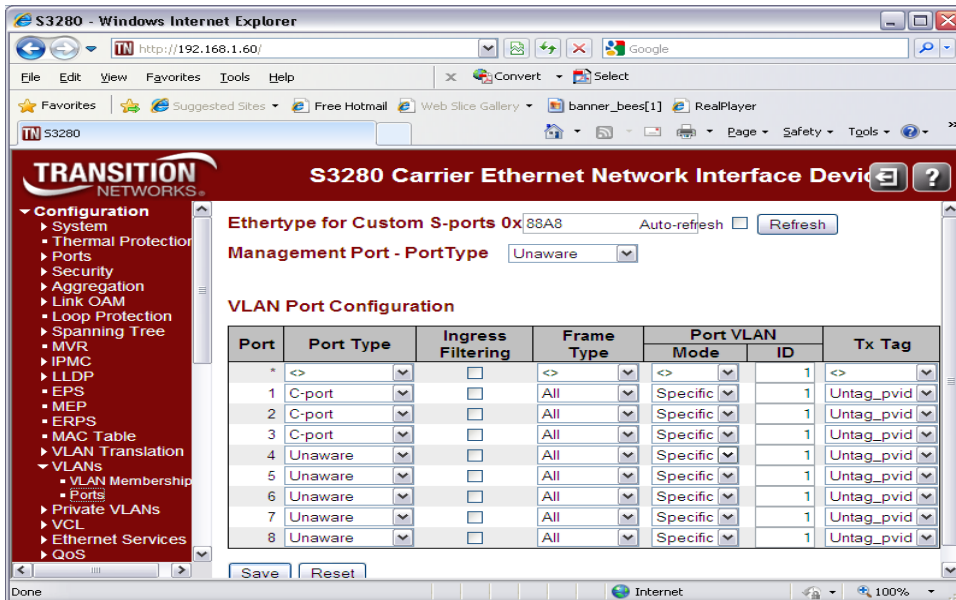 S3280 - Windows Internet Explorer
http://192.168.1.60/
Google
File Edit View Favorites Tools Help
Convert Select
Favorites Suggested Sites Free Hotmail Web Slice Gallery banner_bees[1] RealPlayer
S3280
Page Safety Tools
TRANSITION
NETWORKS®
S3280 Carrier Ethernet Network Interface Devic
Configuration
System
Thermal Protection
Ports
Security
Aggregation
Link OAM
Loop Protection
Spanning Tree
MVR
IPMC
LLDP
EPS
MEP
ERPS
MAC Table
VLAN Translation
VLANs
VLAN Membership
Ports
Private VLANs
VCL
Ethernet Services
QoS
Ethertype for Custom S-ports 0x 88A8 Auto-refresh Refresh
Management Port - PortType Unaware
VLAN Port Configuration
Port Port Type Ingress Filtering Frame Type Port VLAN Mode ID Tx Tag
* <> <> <> 1 <>
1 C-port All Specific 1 Untag_pvid
2 C-port All Specific 1 Untag_pvid
3 C-port All Specific 1 Untag_pvid
4 Unaware All Specific 1 Untag_pvid
5 Unaware All Specific 1 Untag_pvid
6 Unaware All Specific 1 Untag_pvid
7 Unaware All Specific 1 Untag_pvid
8 Unaware All Specific 1 Untag_pvid
Save Reset
Done Internet 100%